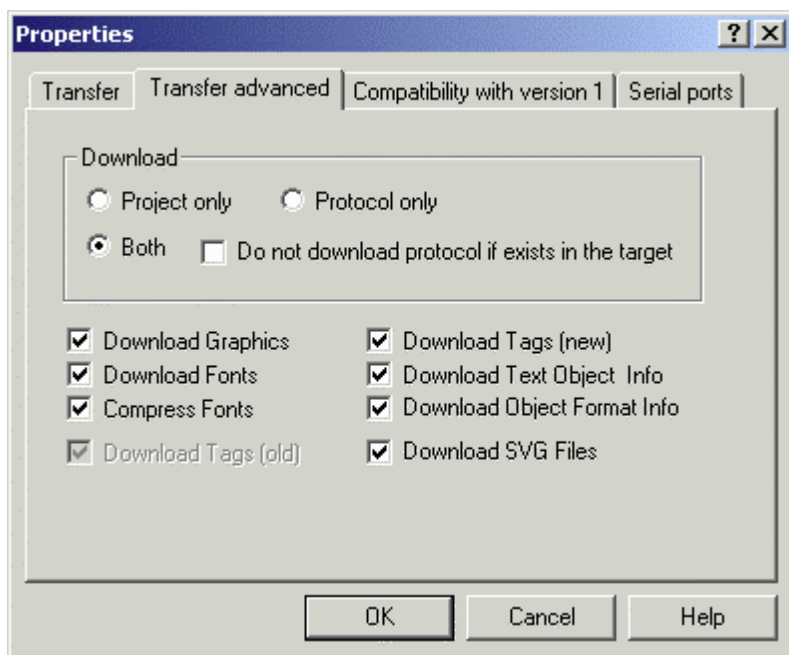 Properties
Transfer
Transfer advanced
Compatibility with version 1
Serial ports
Download
Project only
Protocol only
Both
Do not download protocol if exists in the target
Download Graphics
Download Tags (new)
Download Fonts
Download Text Object Info
Compress Fonts
Download Object Format Info
Download Tags (old)
Download SVG Files
OK
Cancel
Help